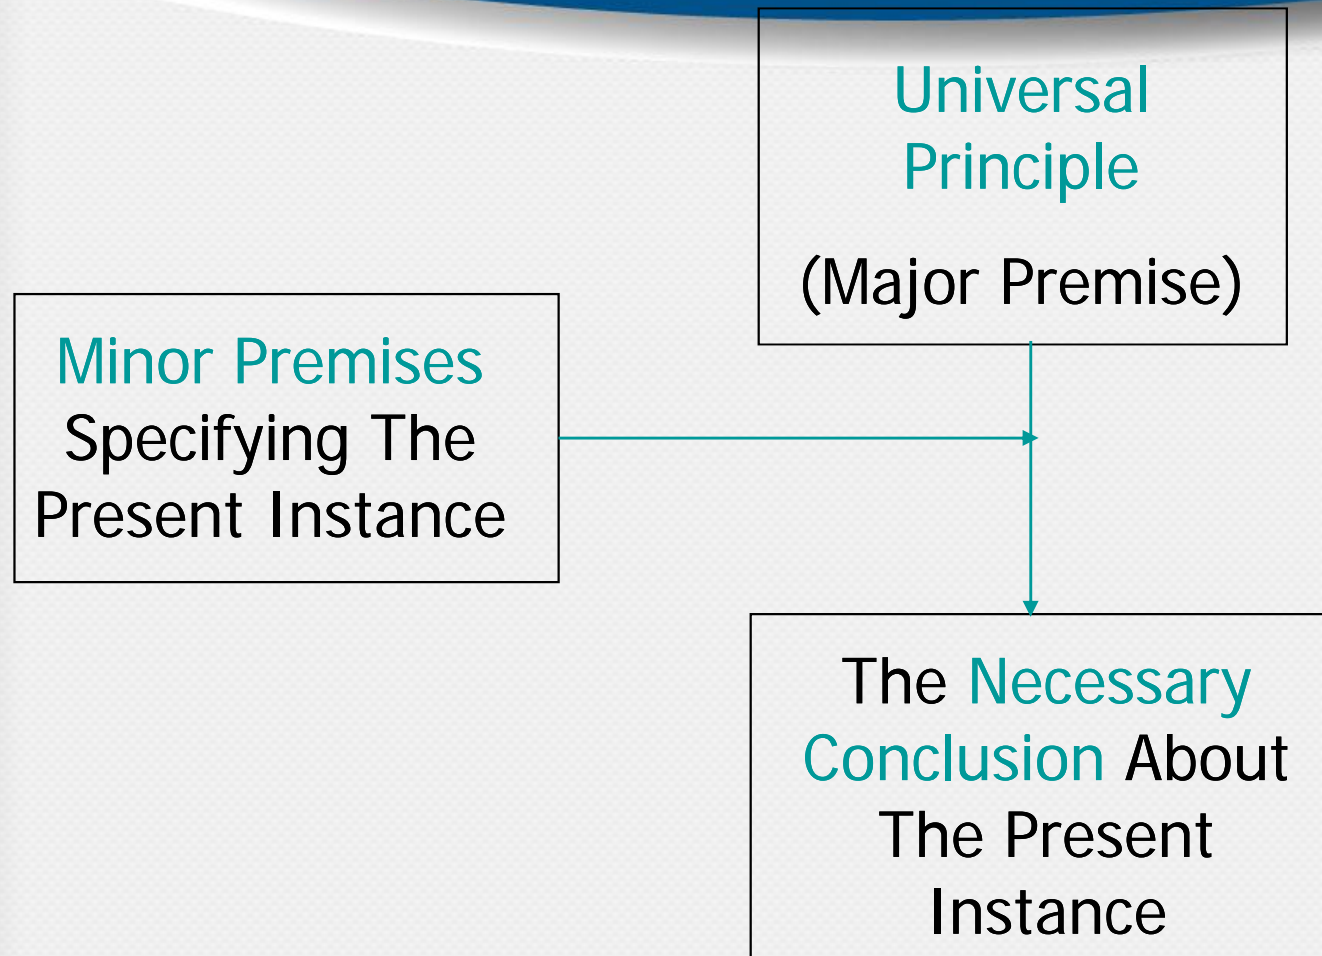 Universal
Principle
(Major Premise)
Minor Premises
Specifying The
Present Instance
The Necessary
Conclusion About
The Present
Instance